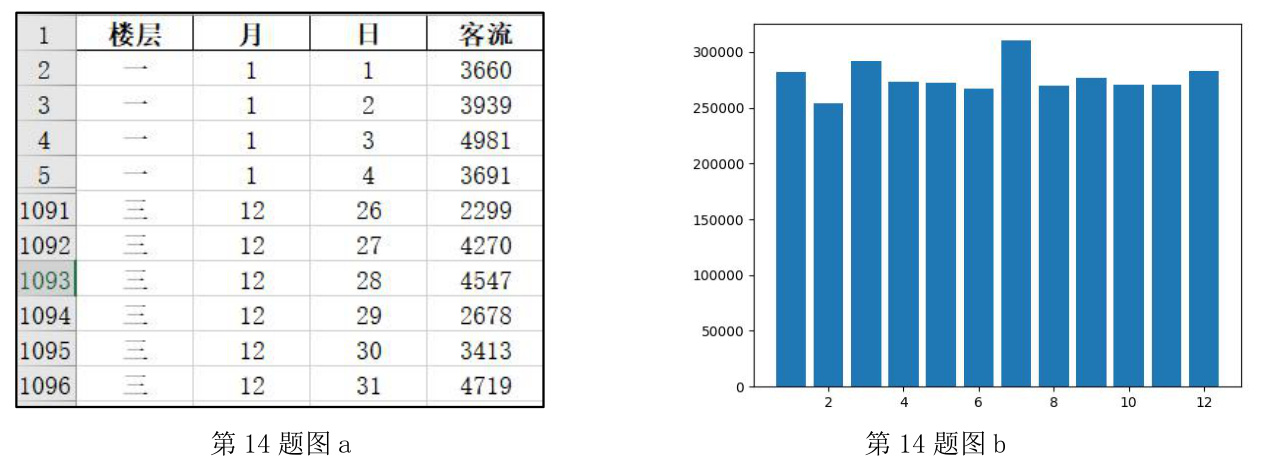 1 楼层 月 日 客流
2 一 1 1 3660
3 一 1 2 3939
4 一 1 3 4981
5 一 1 4 3691
1091 三 12 26 2299
1092 三 12 27 4270
1093 三 12 28 4547
1094 三 12 29 2678
1095 三 12 30 3413
1096 三 12 31 4719
第 14 题图 a
300000
250000
200000
150000
100000
50000
0
2 4 6 8 10 12
第 14 题图 b